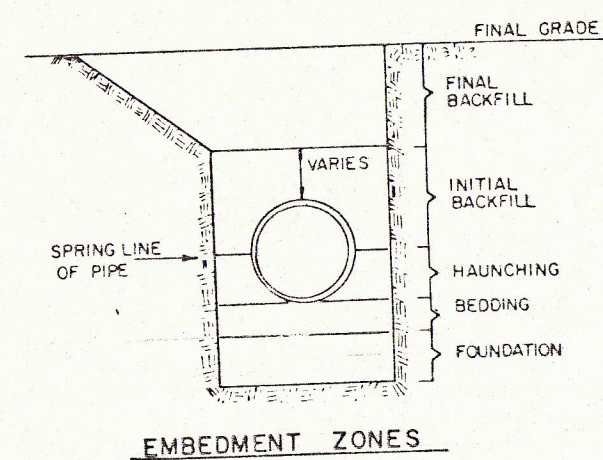 FINAL GRADE
FINAL
BACKFILL
VARIES
INITIAL
BACKFILL
SPRING LINE
OF PIPE
HAUNCHING
BEDDING
FOUNDATION
EMBEDMENT ZONES